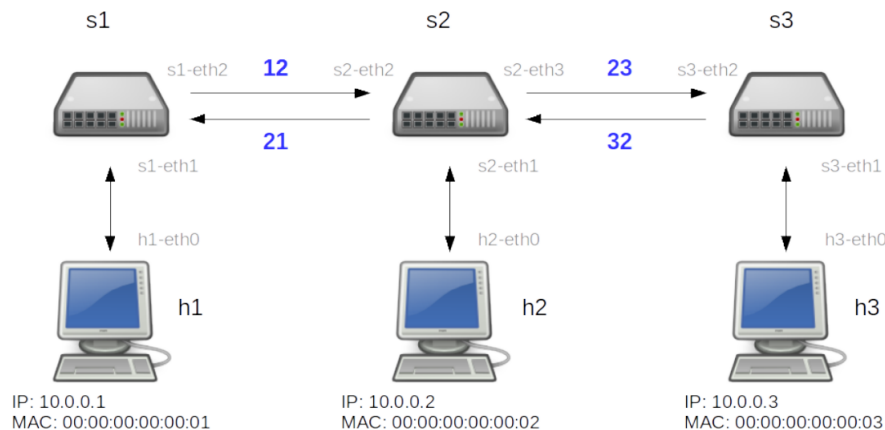 s1
s2
s3
s1-eth2
12
s2-eth2
s2-eth3
23
s3-eth2
21
32
s1-eth1
s2-eth1
s3-eth1
h1-eth0
h2-eth0
h3-eth0
h1
h2
h3
IP: 10.0.0.1
MAC: 00:00:00:00:00:01
IP: 10.0.0.2
MAC: 00:00:00:00:00:02
IP: 10.0.0.3
MAC: 00:00:00:00:00:03